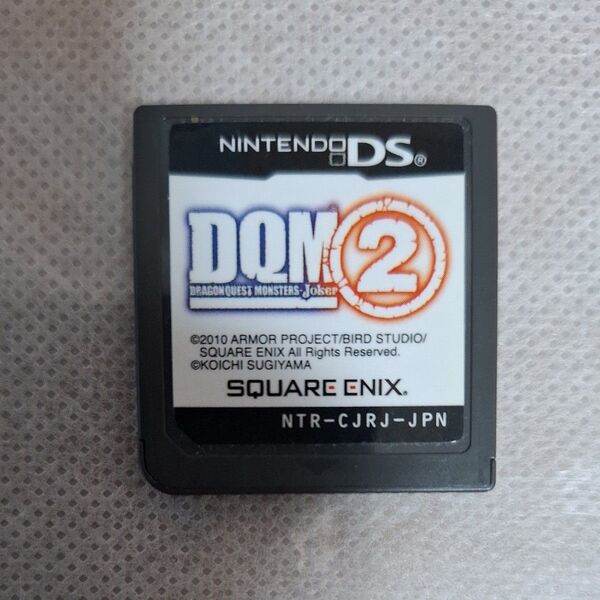 NINTENDO DS®
DQM 2
DRAGON QUEST MONSTERS-Joker
©2010 ARMOR PROJECT/BIRD STUDIO/
SQUARE ENIX All Rights Reserved.
©KOICHI SUGIYAMA
SQUARE ENIX.
NTR-CJRJ-JPN